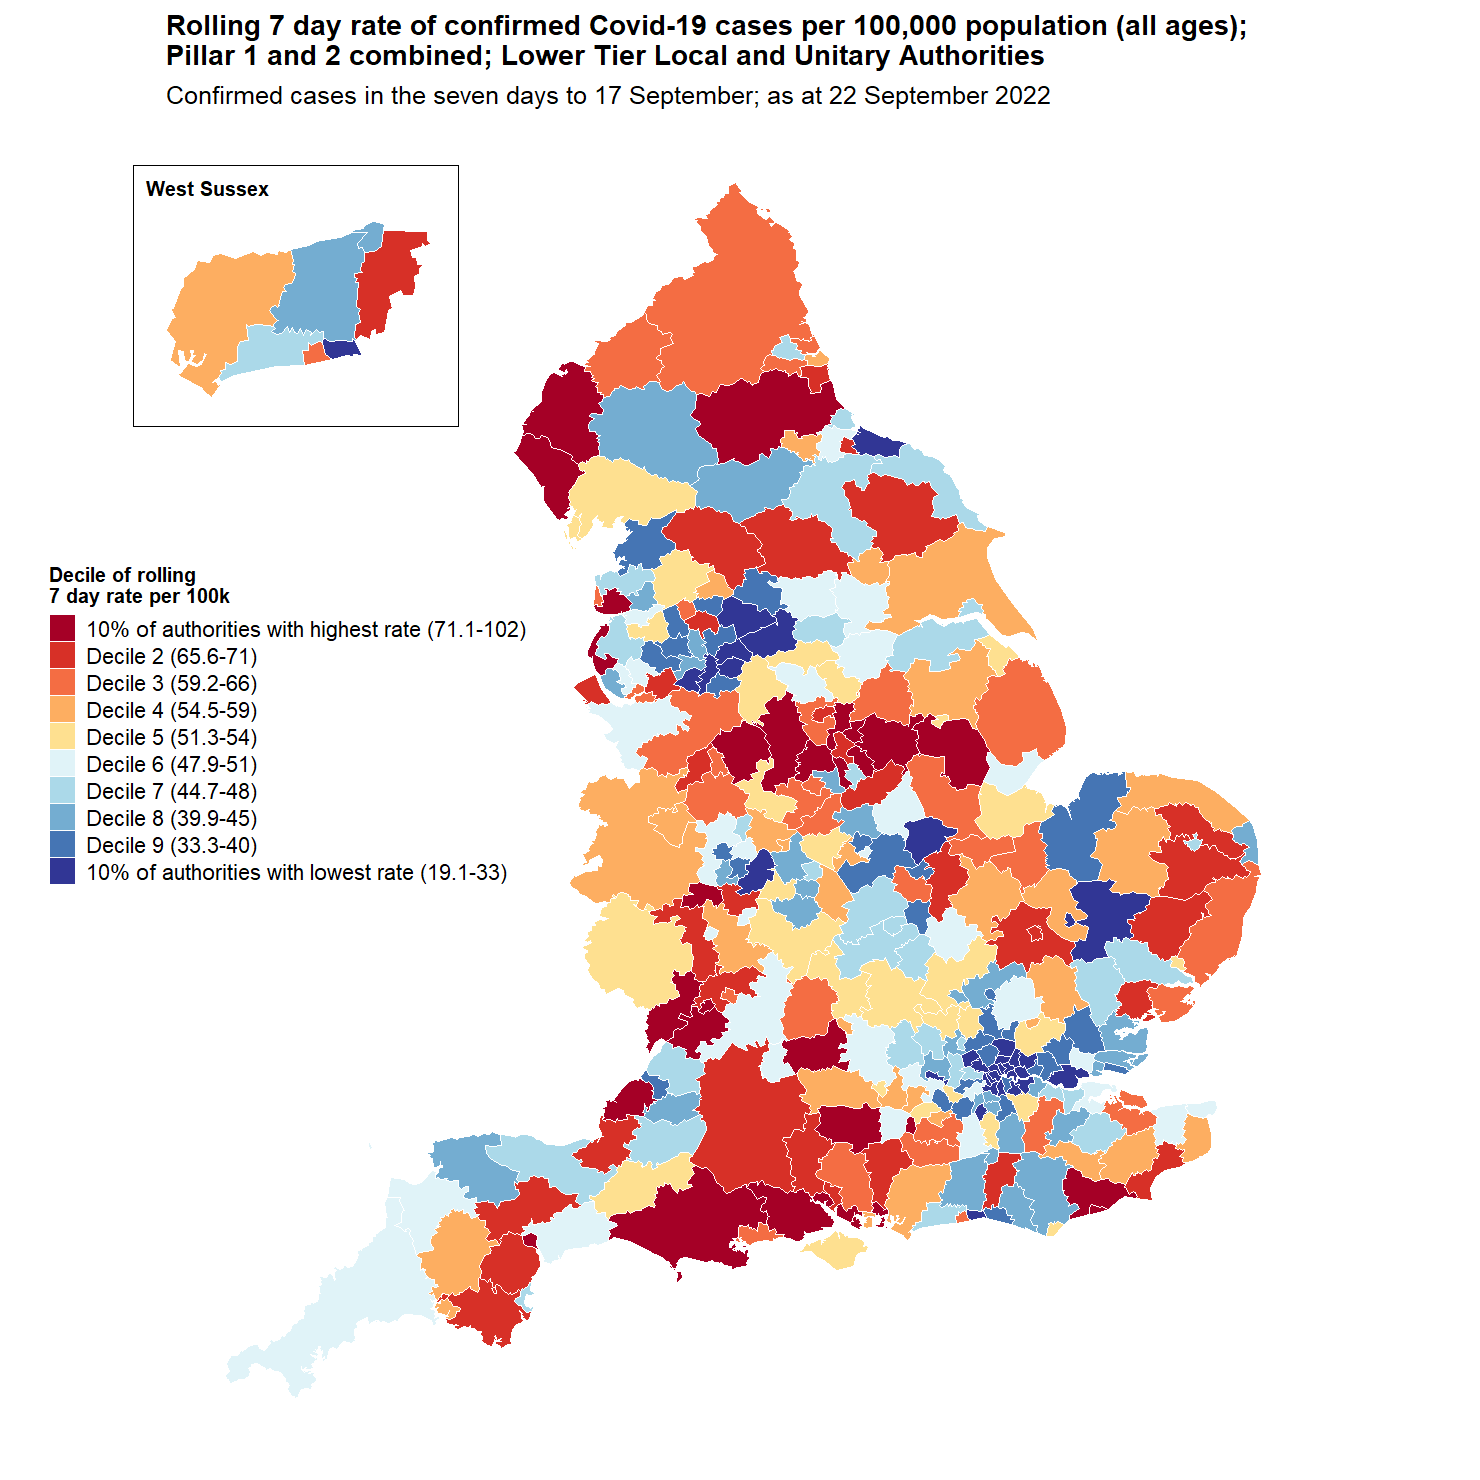 Rolling 7 day rate of confirmed Covid-19 cases per 100,000 population (all ages);
Pillar 1 and 2 combined; Lower Tier Local and Unitary Authorities
Confirmed cases in the seven days to 17 September; as at 22 September 2022
West Sussex
Decile of rolling
7 day rate per 100k
10% of authorities with highest rate (71.1-102)
Decile 2 (65.6-71)
Decile 3 (59.2-66)
Decile 4 (54.5-59)
Decile 5 (51.3-54)
Decile 6 (47.9-51)
Decile 7 (44.7-48)
Decile 8 (39.9-45)
Decile 9 (33.3-40)
10% of authorities with lowest rate (19.1-33)